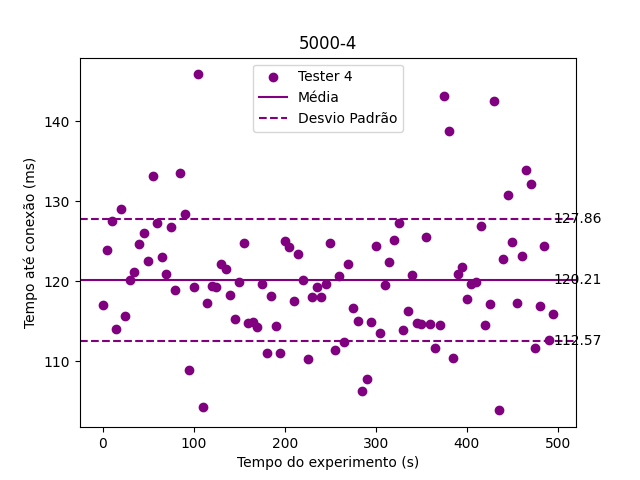 5000-4
Tester 4
Média
Desvio Padrão
Tempo até conexão (ms)
140
130
120
110
127.86
120.21
112.57
0 100 200 300 400 500
Tempo do experimento (s)